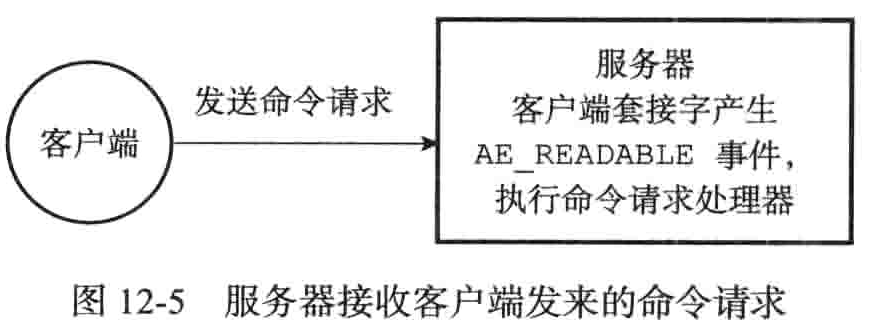 客户端
发送命令请求
服务器
客户端套接字产生
AE_READABLE 事件，
执行命令请求处理器
图 12-5 服务器接收客户端发来的命令请求